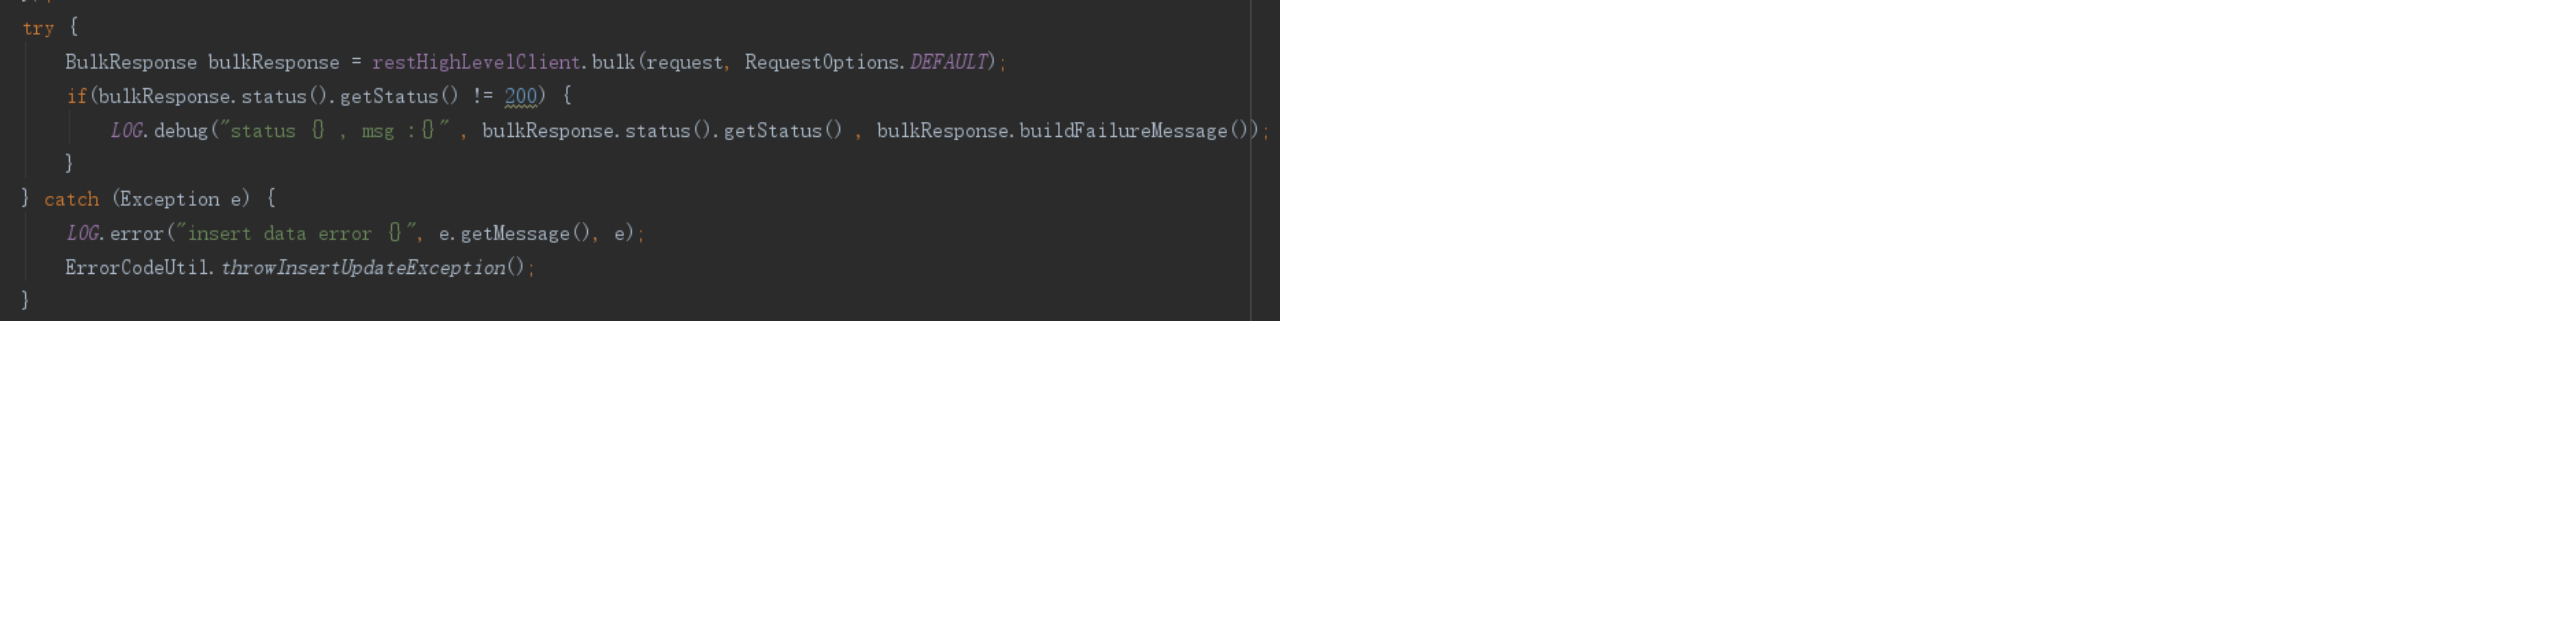 try {
BulkResponse bulkResponse = restHighLevelClient.bulk(request, RequestOptions.DEFAULT);
if(bulkResponse.status().getStatus() != 200) {
LOG.debug("status {} , msg :{}" , bulkResponse.status().getStatus() , bulkResponse.buildFailureMessage());
}
} catch (Exception e) {
LOG.error("insert data error {}", e.getMessage(), e);
ErrorCodeUtil.throwInsertUpdateException();
}